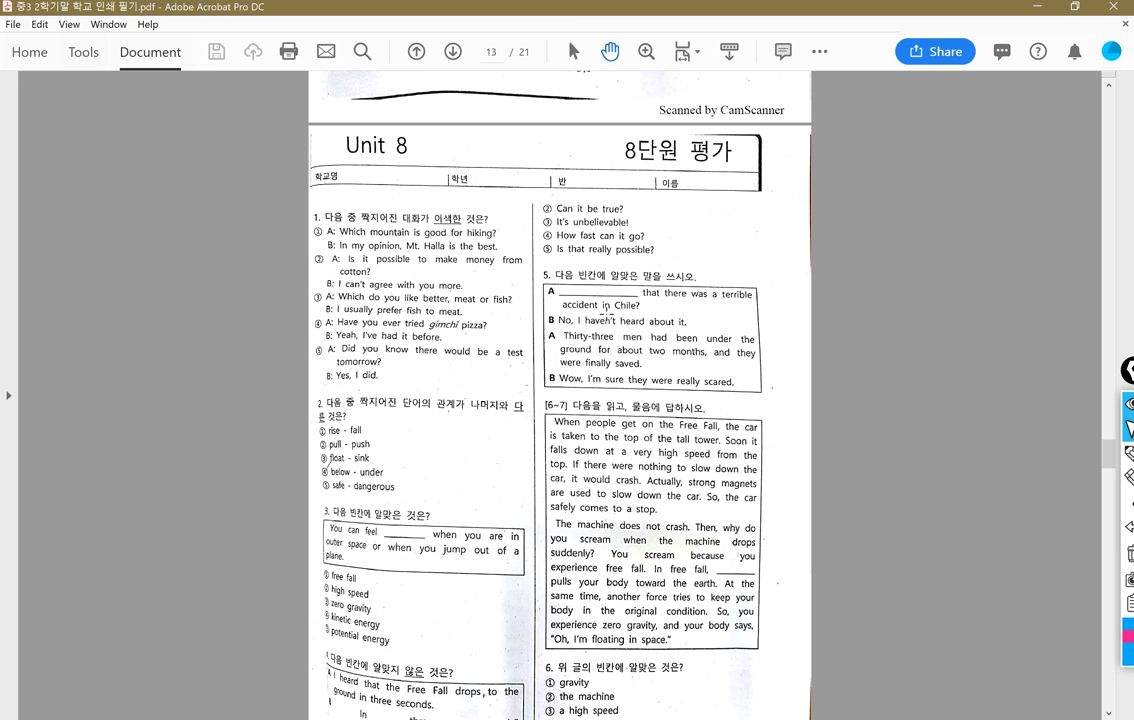 중3 2학기말 학교 인쇄 필기.pdf - Adobe Acrobat Pro DC
File Edit View Window Help
Home Tools Document 13 / 21 Share
Scanned by CamScanner
Unit 8 8단원 평가
학교명 학년 반 이름
1. 다음 중 짝지어진 대화가 어색한 것은?
① A: Which mountain is good for hiking?
B: In my opinion, Mt. Halla is the best.
② A: Is it possible to make money from
cotton?
B: I can't agree with you more.
③ A: Which do you like better, meat or fish?
B: I usually prefer fish to meat.
④ A: Have you ever tried gimchi pizza?
B: Yeah, I've had it before.
⑤ A: Did you know there would be a test
tomorrow?
B: Yes, I did.
2. 다음 중 짝지어진 단어의 관계가 나머지와 다
른 것은?
① rise - fall
② pull - push
③ float - sink
④ below - under
⑤ safe - dangerous
3. 다음 빈칸에 알맞은 것은?
You can feel ________ when you are in
outer space or when you jump out of a
plane.
① free fall
② high speed
③ zero gravity
④ kinetic energy
⑤ potential energy
4. 다음 빈칸에 알맞지 않은 것은?
A I heard that the Free Fall drops, to the
ground in three seconds.
B
In
② Can it be true?
③ It's unbelievable!
④ How fast can it go?
⑤ Is that really possible?
5. 다음 빈칸에 알맞은 말을 쓰시오.
A ______________ that there was a terrible
accident in Chile?
B No, I haven't heard about it.
A Thirty-three men had been under the
ground for about two months, and they
were finally saved.
B Wow, I'm sure they were really scared.
[6~7] 다음을 읽고, 물음에 답하시오.
When people get on the Free Fall, the car
is taken to the top of the tall tower. Soon it
falls down at a very high speed from the
top. If there were nothing to slow down the
car, it would crash. Actually, strong magnets
are used to slow down the car. So, the car
safely comes to a stop.
The machine does not crash. Then, why do
you scream when the machine drops
suddenly? You scream because you
experience free fall. In free fall, _______
pulls your body toward the earth. At the
same time, another force tries to keep your
body in the original condition. So, you
experience zero gravity, and your body says,
"Oh, I'm floating in space."
6. 위 글의 빈칸에 알맞은 것은?
① gravity
② the machine
③ a high speed